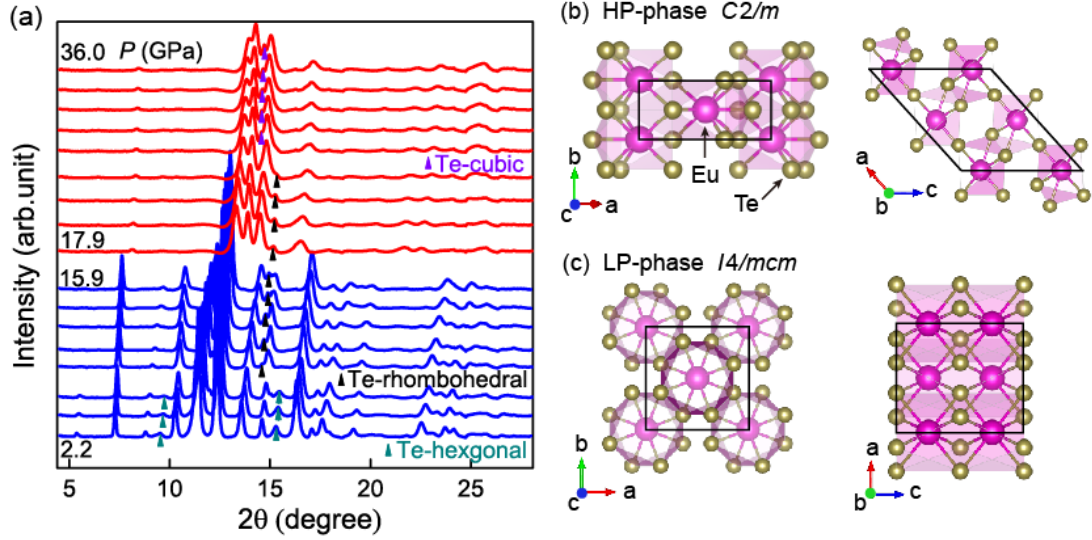 (a)
36.0 P (GPa)
Te-cubic
17.9
15.9
Te-rhombohedral
Te-hexgonal
2.2
5 10 15 20 25
2θ (degree)
Intensity (arb.unit)
(b) HP-phase C2/m
Eu
Te
b
c a
a
b c
(c) LP-phase I4/mcm
b
c a
a
b c